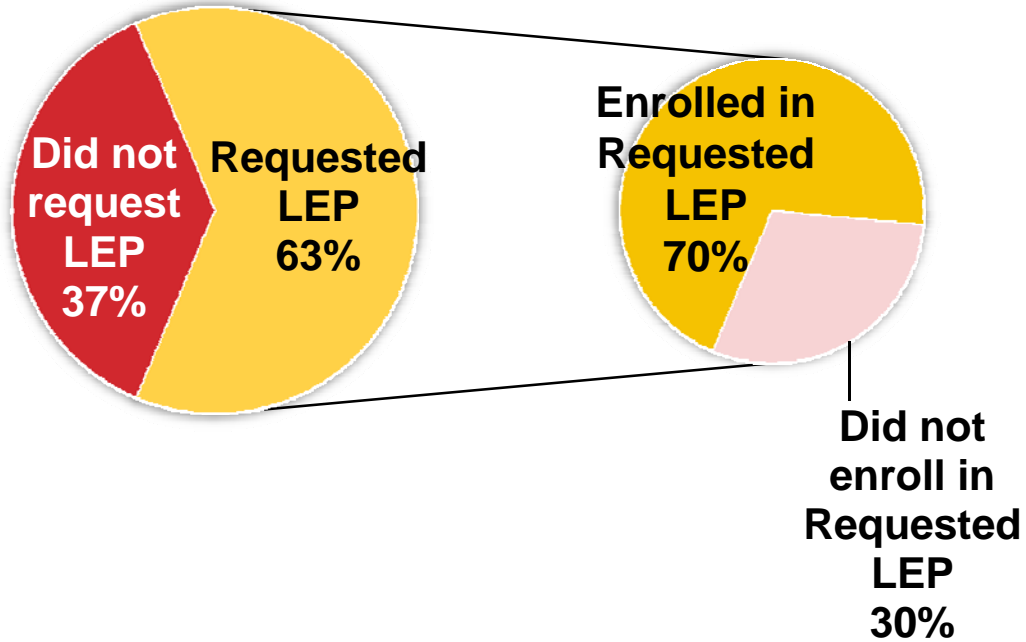 Did not
request
LEP
37%
Requested
LEP
63%
Enrolled in
Requested
LEP
70%
Did not
enroll in
Requested
LEP
30%